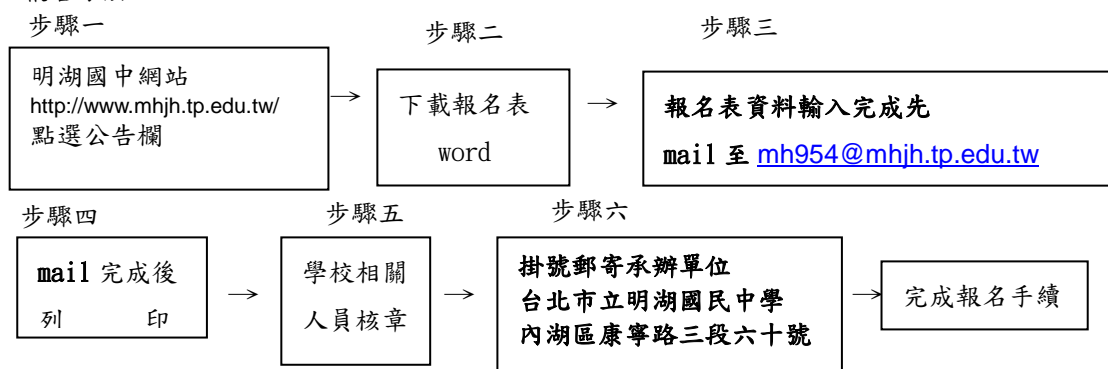 步驟一
步驟二
步驟三
明湖國中網站
http://www.mhjh.tp.edu.tw/
點選公告欄
→
下載報名表
word
→
報名表資料輸入完成先
mail 至 mh954@mhjh.tp.edu.tw
步驟四
步驟五
步驟六
mail 完成後
列 印
→
學校相關
人員核章
→
掛號郵寄承辦單位
台北市立明湖國民中學
內湖區康寧路三段六十號
→
完成報名手續